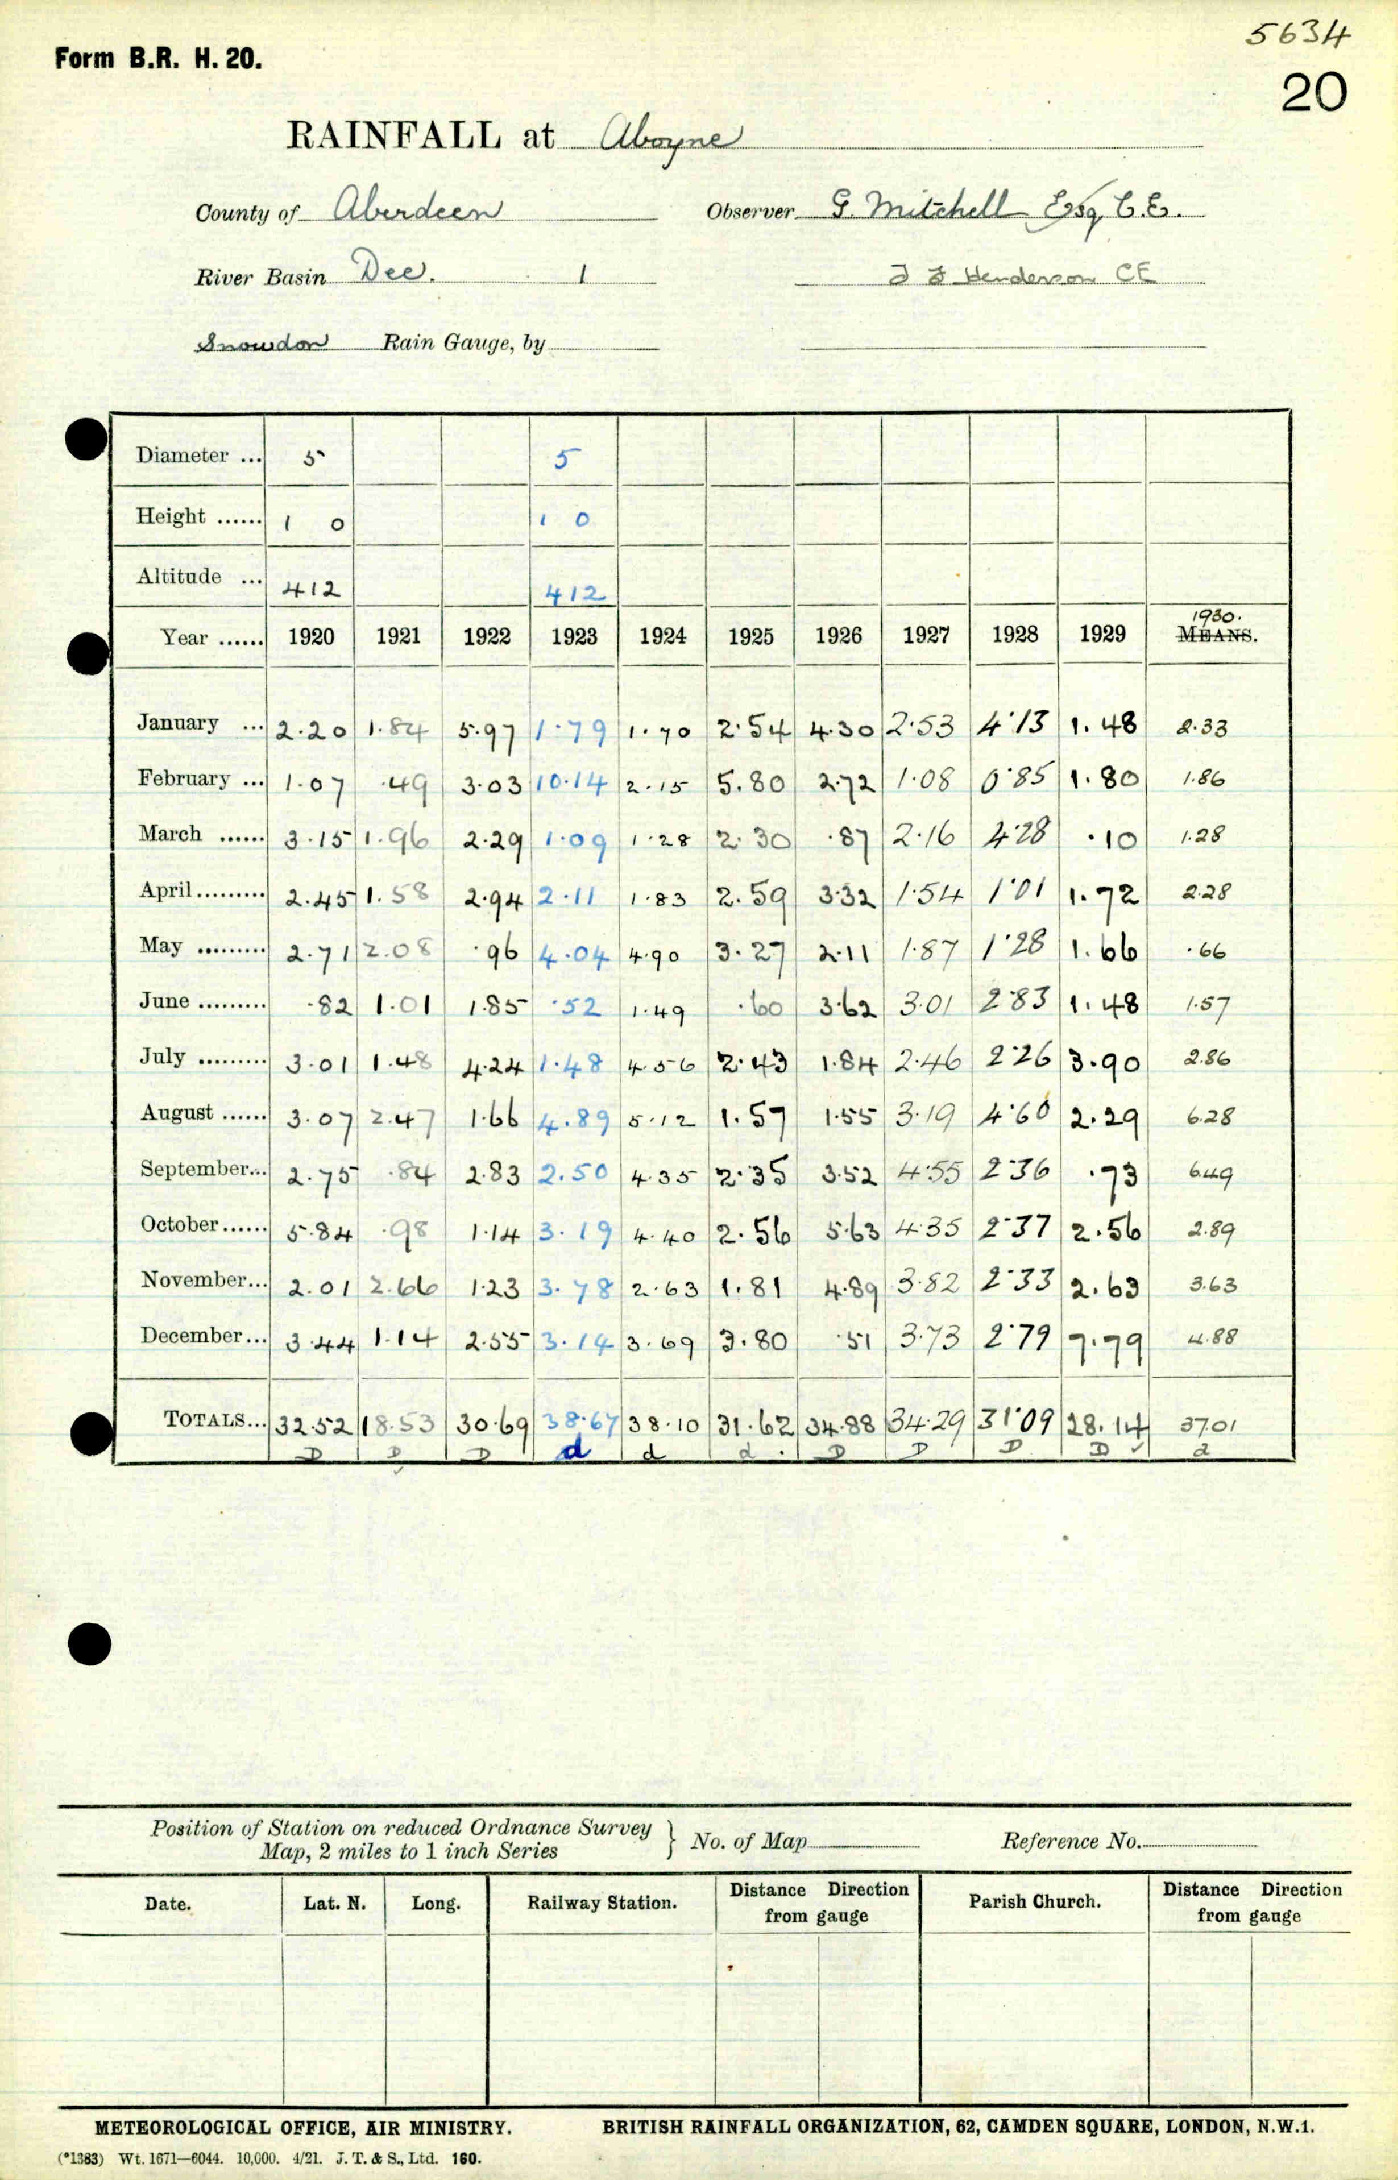 5634
Form B.R. H. 20.
20
RAINFALL at Aboyne
County of Aberdeen Observer G. Mitchell Esq C.E.
River Basin Dee. 1 J F Henderson CE
Snowdon Rain Gauge, by
Diameter ... 5 5
Height ...... 1 0 1 0
Altitude ... 412 412
Year ...... 1920 1921 1922 1923 1924 1925 1926 1927 1928 1929 1930. MEANS.
January ... 2.20 1.84 5.97 1.79 1.70 2.54 4.30 2.53 4.13 1.48 2.33
February ... 1.07 .49 3.03 10.14 2.15 5.80 2.72 1.08 0.85 1.80 1.86
March ...... 3.15 1.96 2.29 1.09 1.28 2.30 .87 2.16 4.28 .10 1.28
April ......... 2.45 1.58 2.94 2.11 1.83 2.59 3.32 1.54 1.01 1.72 2.28
May ......... 2.71 2.08 .96 4.04 4.90 3.27 2.11 1.87 1.28 1.66 .66
June ......... .82 1.01 1.85 .52 1.49 .60 3.62 3.01 2.83 1.48 1.57
July ......... 3.01 1.48 4.24 1.48 4.56 2.43 1.84 2.46 2.26 3.90 2.86
August ...... 3.07 2.47 1.66 4.89 5.12 1.57 1.55 3.19 4.60 2.29 6.28
September... 2.75 .84 2.83 2.50 4.35 2.35 3.52 4.55 2.36 .73 6.49
October...... 5.84 .98 1.14 3.19 4.40 2.56 5.63 4.35 2.37 2.56 2.89
November... 2.01 2.66 1.23 3.78 2.63 1.81 4.89 3.82 2.33 2.63 3.63
December... 3.44 1.14 2.55 3.14 3.69 3.80 .51 3.73 2.79 7.79 4.88
TOTALS... 32.52 18.53 30.69 38.67 38.10 31.62 34.88 34.29 31.09 28.14 37.01
D D D d d d D D D D d
Position of Station on reduced Ordnance Survey
Map, 2 miles to 1 inch Series } No. of Map Reference No.
Date. Lat. N. Long. Railway Station. Distance Direction from gauge Parish Church. Distance Direction from gauge
METEOROLOGICAL OFFICE, AIR MINISTRY. BRITISH RAINFALL ORGANIZATION, 62, CAMDEN SQUARE, LONDON, N.W.1.
(*1383) Wt. 1671—6044. 10,000. 4/21. J. T. & S., Ltd. 160.